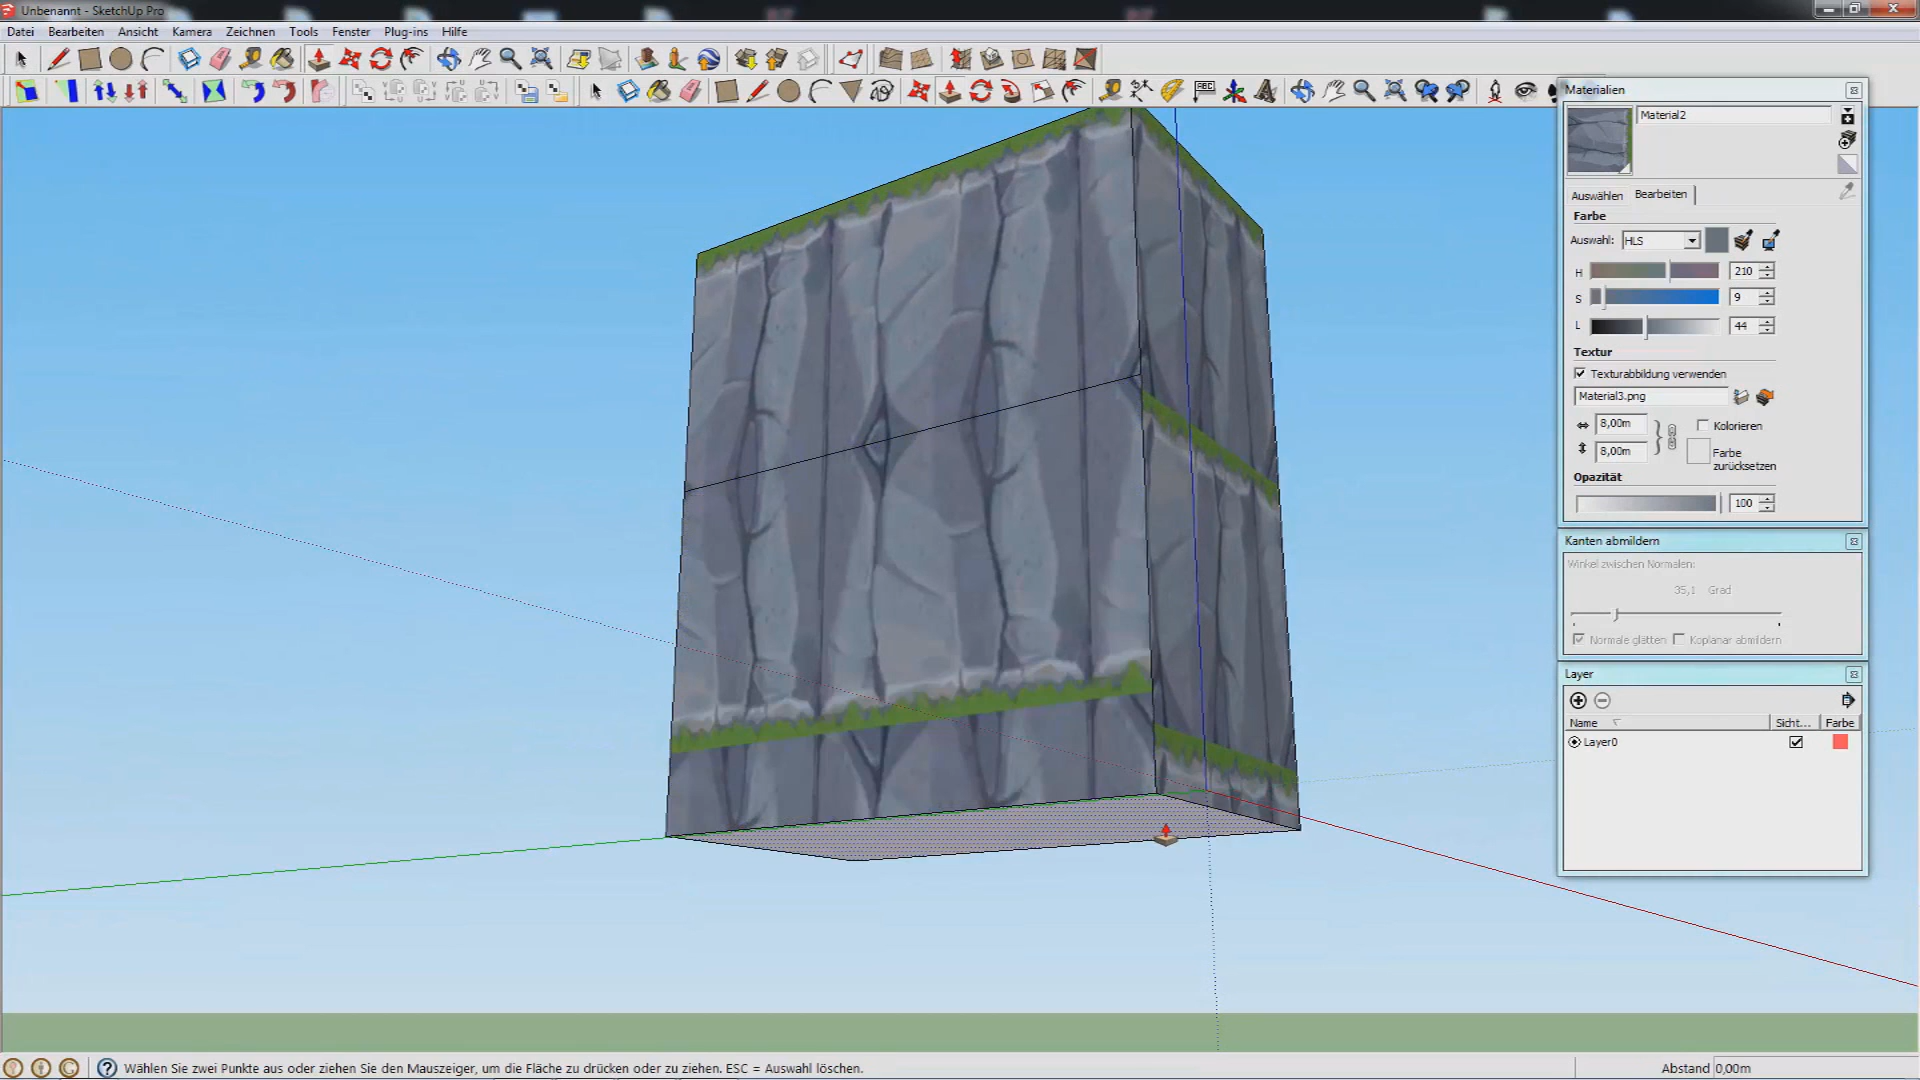 Unbenannt - SketchUp Pro
Datei Bearbeiten Ansicht Kamera Zeichnen Tools Fenster Plug-ins Hilfe
ABC
Materialien
Material2
Auswählen Bearbeiten
Farbe
Auswahl: HLS
H 210
S 9
L 44
Textur
Texturabbildung verwenden
Material3.png
8,00m Kolorieren
8,00m Farbe zurücksetzen
Opazität
100
Kanten abmildern
Winkel zwischen Normalen:
35,1 Grad
Normale glätten Koplanar abmildern
Layer
Name Sicht... Farbe
Layer0
Wählen Sie zwei Punkte aus oder ziehen Sie den Mauszeiger, um die Fläche zu drücken oder zu ziehen. ESC = Auswahl löschen.
Abstand 0,00m